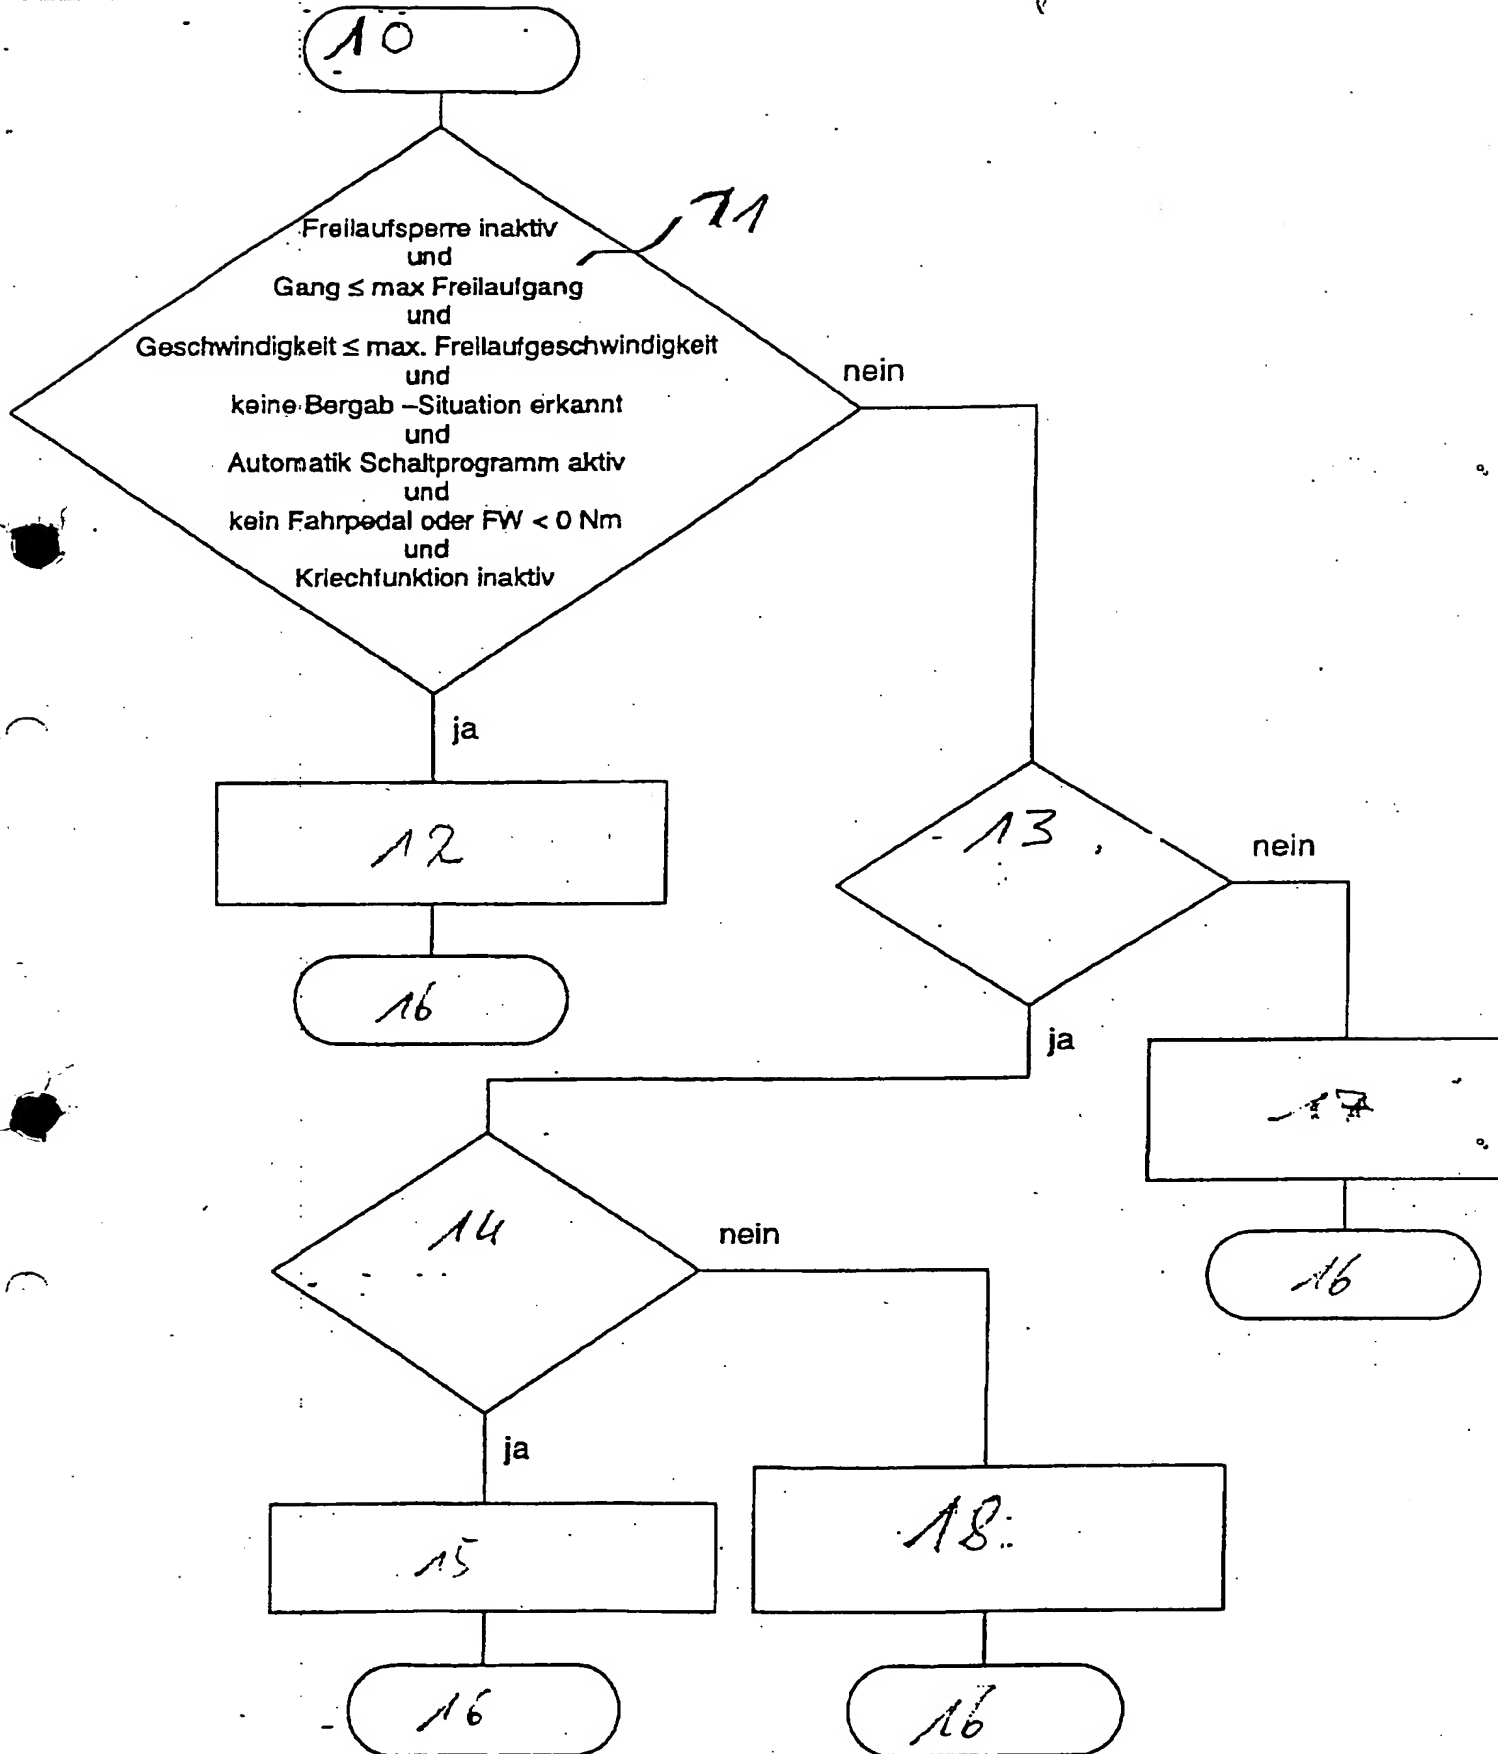 10
11
Freilaufsperre inaktiv
und
Gang ≤ max Freilaufgang
und
Geschwindigkeit ≤ max. Freilaufgeschwindigkeit
und
keine Bergab –Situation erkannt
und
Automatik Schaltprogramm aktiv
und
kein Fahrpedal oder FW < 0 Nm
und
Kriechfunktion inaktiv
nein
ja
12
13
nein
16
ja
17
14
nein
16
ja
15
18
16
16